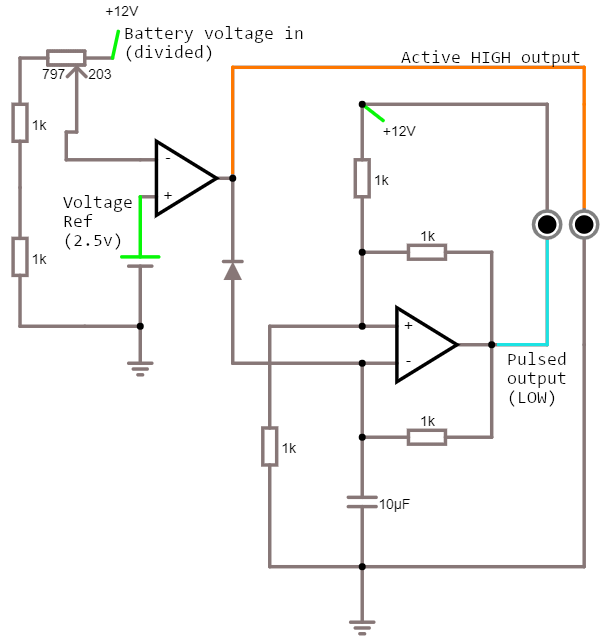 +12V
Battery voltage in
(divided)
797 203
Active HIGH output
1k
-
+
+12V
1k
Voltage
Ref
(2.5v)
1k
1k
+
-
Pulsed
output
(LOW)
1k
1k
10µF